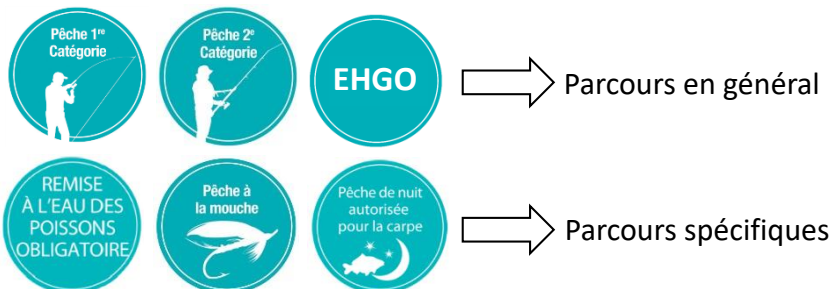 Pêche 1re
Catégorie
Pêche 2e
Catégorie
EHGO
Parcours en général
REMISE
À L'EAU DES
POISSONS
OBLIGATOIRE
Pêche à
la mouche
Pêche de nuit
autorisée
pour la carpe
Parcours spécifiques